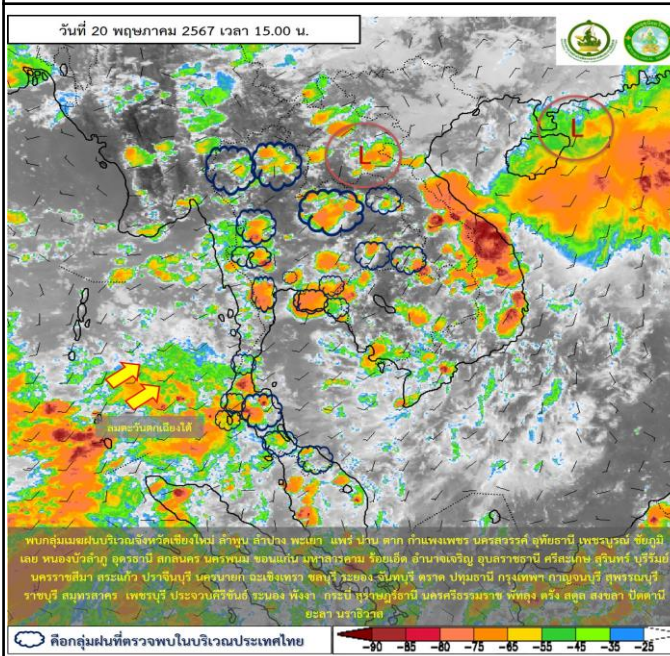 วันที่ 20 พฤษภาคม 2567 เวลา 15.00 น.
L
L
ลมตะวันตกเฉียงใต้
พบกลุ่มเมฆฝนบริเวณจังหวัดเชียงใหม่ ลำพูน ลำปาง พะเยา แพร่ น่าน ตาก กำแพงเพชร นครสวรรค์ อุทัยธานี เพชรบูรณ์ ชัยภูมิ
เลย หนองบัวลำภู อุดรธานี สกลนคร นครพนม ขอนแก่น มหาสารคาม ร้อยเอ็ด อำนาจเจริญ อุบลราชธานี ศรีสะเกษ สุรินทร์ บุรีรัมย์
นครราชสีมา สระแก้ว ปราจีนบุรี นครนายก ฉะเชิงเทรา ชลบุรี ระยอง จันทบุรี ตราด ปทุมธานี กรุงเทพฯ กาญจนบุรี สุพรรณบุรี
ราชบุรี สมุทรสาคร เพชรบุรี ประจวบคีรีขันธ์ ระนอง พังงา กระบี่ สุราษฎร์ธานี นครศรีธรรมราช พัทลุง ตรัง สตูล สงขลา ปัตตานี
ยะลา นราธิวาส
คือกลุ่มฝนที่ตรวจพบในบริเวณประเทศไทย
-90 -85 -80 -75 -70 -65 -60 -55 -45 -35 -25